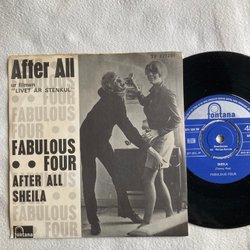 After All
ur filmen
"LIVET ÄR STENKUL"
FABULOUS
FOUR
FABULOUS
FOUR
AFTER ALL
SHEILA
FABULOUS
FOUR
fontana
fontana
45
SHEILA
FABULOUS FOUR